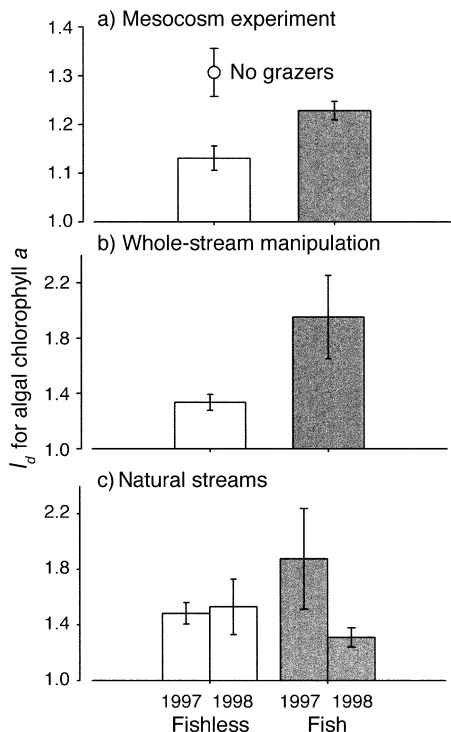 a) Mesocosm experiment
1.4
1.3
1.2
1.1
1.0
No grazers
b) Whole-stream manipulation
2.2
1.8
1.4
1.0
I_d for algal chlorophyll a
c) Natural streams
2.2
1.8
1.4
1.0
1997 1998 1997 1998
Fishless Fish